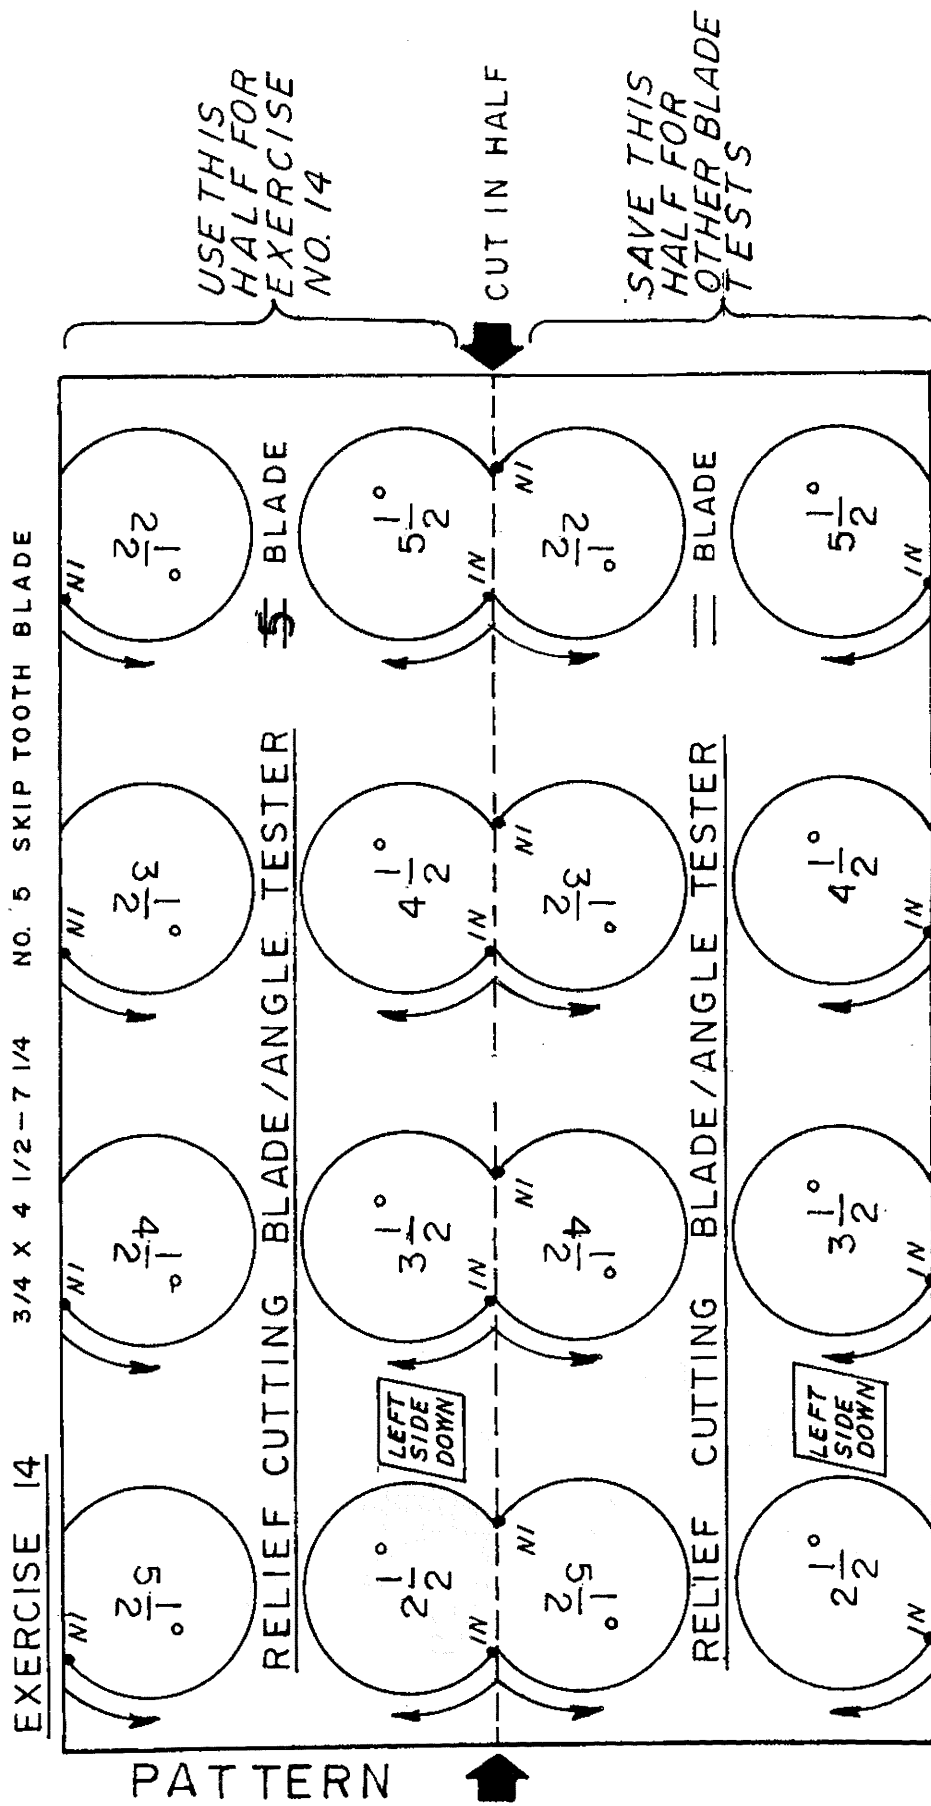 EXERCISE 14
3/4 X 4 1/2-7 1/4 NO. 5 SKIP TOOTH BLADE
PATTERN
5 1/2° 4 1/2° 3 1/2° 2 1/2°
IN IN IN IN
RELIEF CUTTING BLADE/ANGLE TESTER 5 BLADE
2 1/2° 3 1/2° 4 1/2° 5 1/2°
IN IN IN IN
LEFT
SIDE
DOWN
USE THIS
HALF FOR
EXERCISE
NO. 14
CUT IN HALF
IN IN IN IN
5 1/2° 4 1/2° 3 1/2° 2 1/2°
RELIEF CUTTING BLADE/ANGLE TESTER BLADE
2 1/2° 3 1/2° 4 1/2° 5 1/2°
IN IN IN IN
LEFT
SIDE
DOWN
SAVE THIS
HALF FOR
OTHER BLADE
TESTS